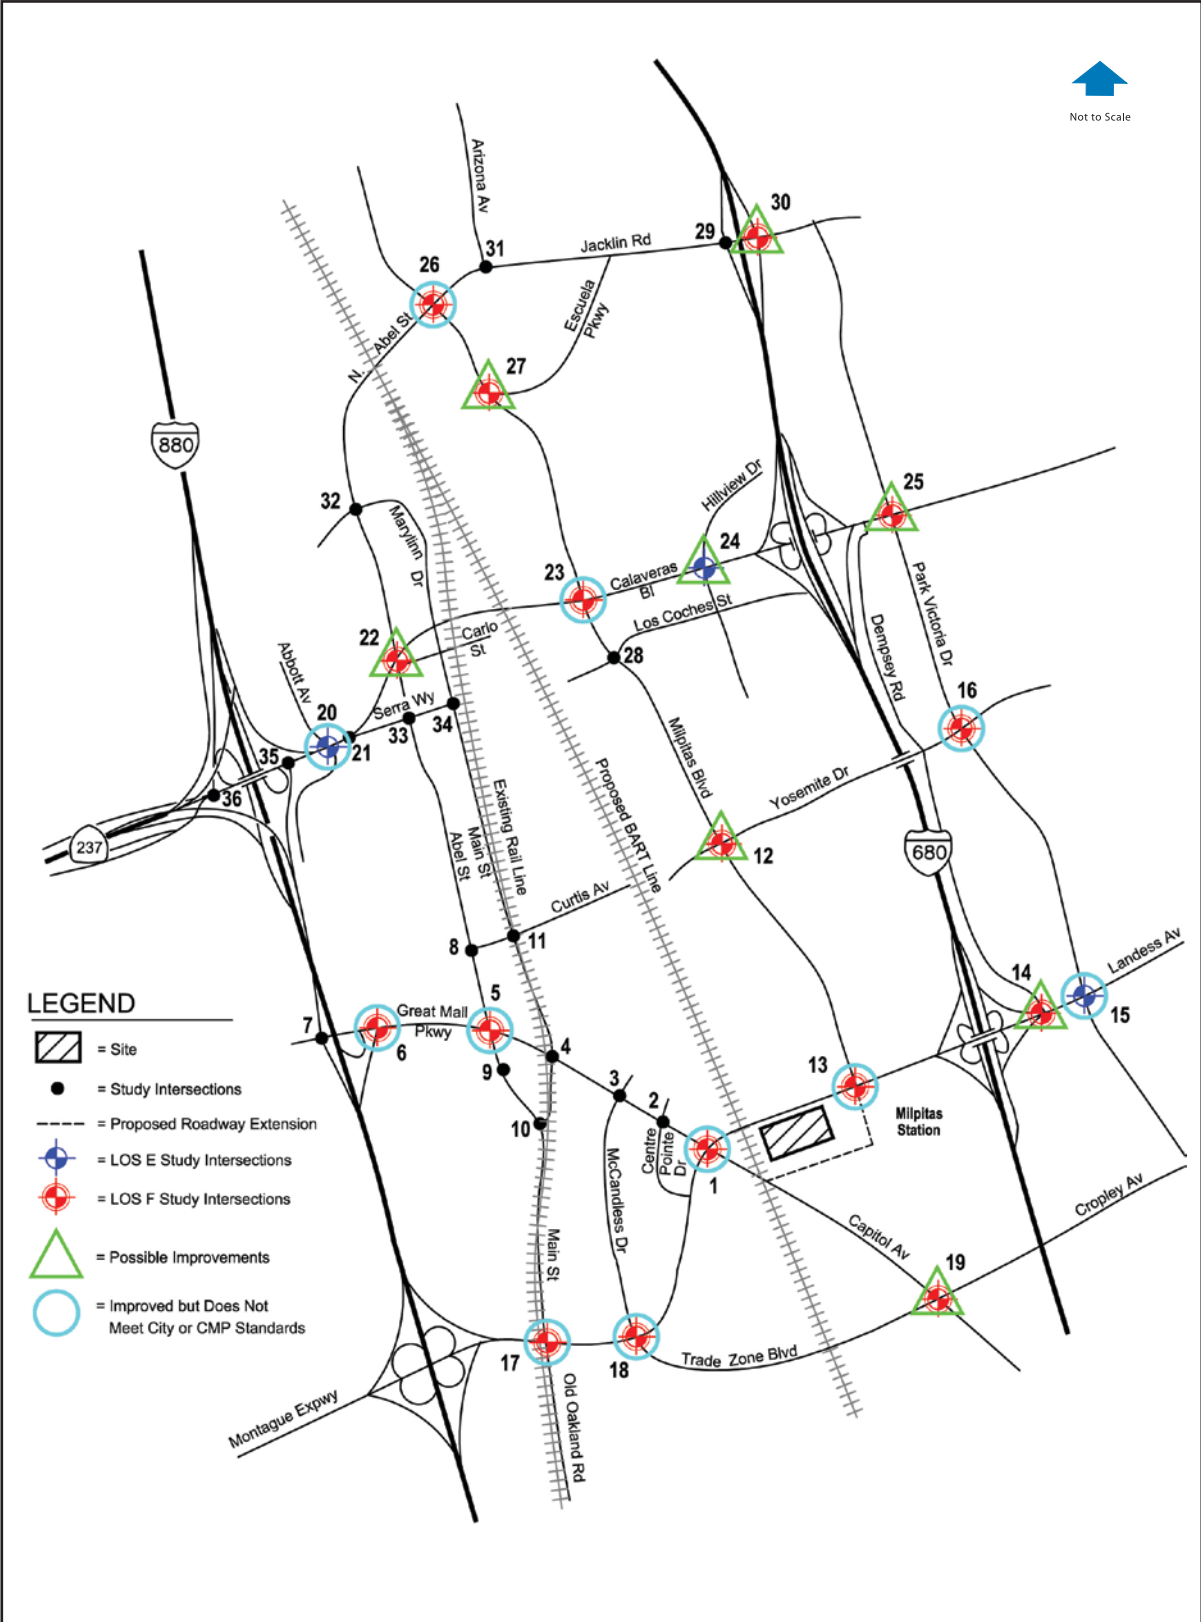 Not to Scale
Arizona Av
30
29
31
Jacklin Rd
26
Escuela
Pkwy
N. Abel St
27
880
Hillview Dr
25
32
Marylinn Dr
24
23
Calaveras
Bl
Los Coches St
Park Victoria Dr
Dempsey Rd
22
Carlo
St
28
Abbott Av
16
20
Serra Wy
21
33
34
35
36
Milpitas Blvd
Proposed BART Line
Existing Rail Line
Main St
Abel St
Yosemite Dr
237
12
680
Curtis Av
8
11
Landess Av
14
15
5
Great Mall
Pkwy
7
6
4
9
3
2
13
10
Milpitas
Station
Centre
Pointe
Dr
1
McCandless Dr
Cropley Av
Capitol Av
Main St
19
17
18
Trade Zone Blvd
Old Oakland Rd
Montague Expwy
LEGEND
= Site
= Study Intersections
= Proposed Roadway Extension
= LOS E Study Intersections
= LOS F Study Intersections
= Possible Improvements
= Improved but Does Not
Meet City or CMP Standards